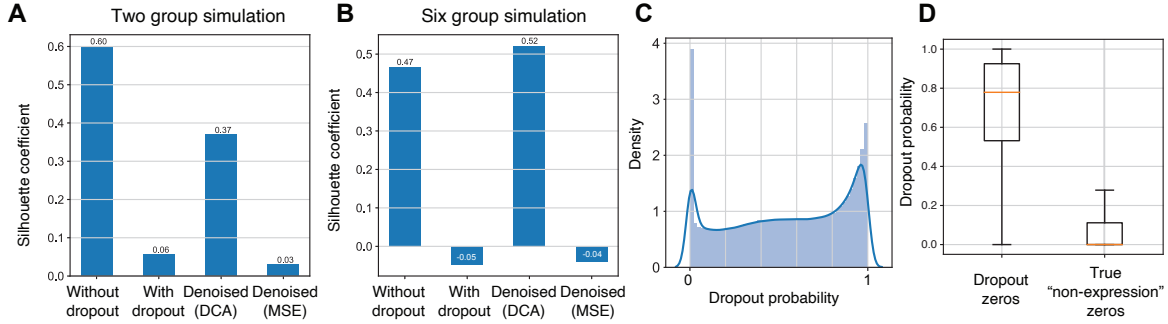 A
Two group simulation
Silhouette coefficient
0.6
0.5
0.4
0.3
0.2
0.1
0.0
0.60
0.06
0.37
0.03
Without dropout
With dropout
Denoised (DCA)
Denoised (MSE)
B
Six group simulation
Silhouette coefficient
0.5
0.4
0.3
0.2
0.1
0.0
0.47
-0.05
0.52
-0.04
Without dropout
With dropout
Denoised (DCA)
Denoised (MSE)
C
Density
4
3
2
1
0
0
1
Dropout probability
D
Dropout probability
1.0
0.8
0.6
0.4
0.2
0.0
Dropout
zeros
True
“non-expression”
zeros